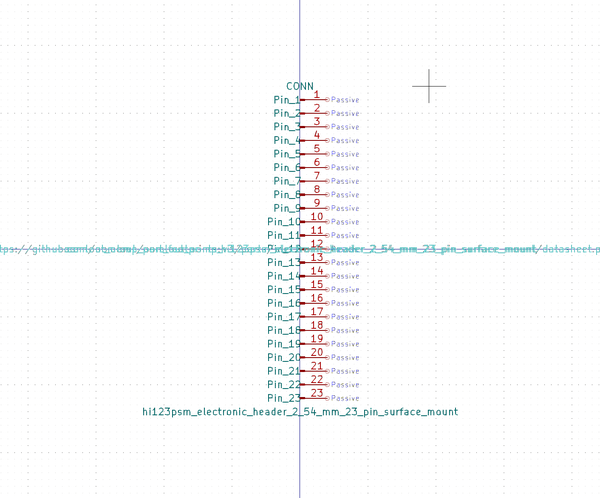 CONN
Pin_1 1 Passive
Pin_2 2 Passive
Pin_3 3 Passive
Pin_4 4 Passive
Pin_5 5 Passive
Pin_6 6 Passive
Pin_7 7 Passive
Pin_8 8 Passive
Pin_9 9 Passive
Pin_10 10 Passive
Pin_11 11 Passive
12 header_2_54_mm_23_pin_surface_mount/datasheet.p
Pin_13 13 Passive
Pin_14 14 Passive
Pin_15 15 Passive
Pin_16 16 Passive
Pin_17 17 Passive
Pin_18 18 Passive
Pin_19 19 Passive
Pin_20 20 Passive
Pin_21 21 Passive
Pin_22 22 Passive
Pin_23 23 Passive
hi123psm_electronic_header_2_54_mm_23_pin_surface_mount